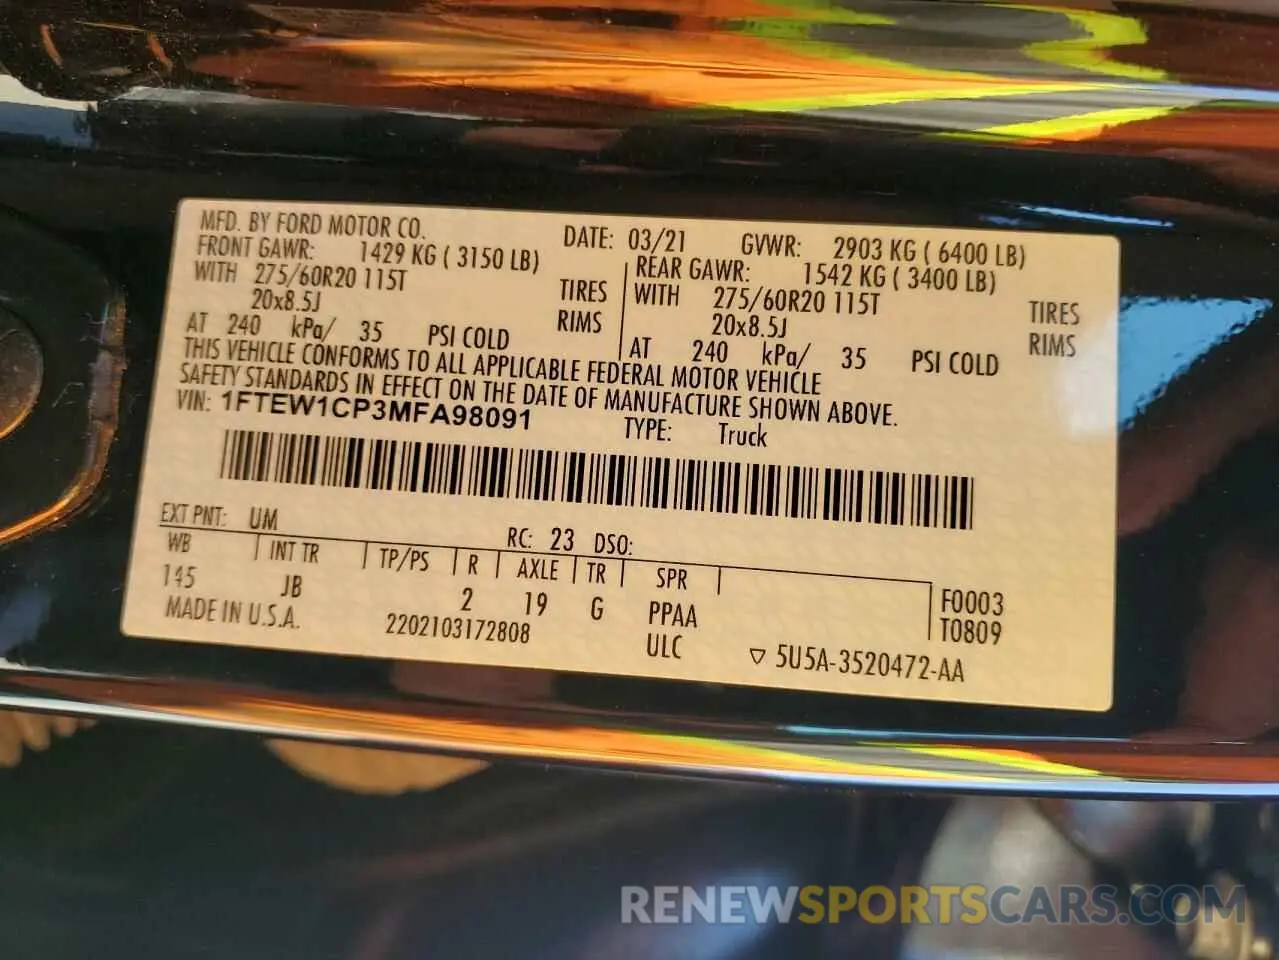 MFD. BY FORD MOTOR CO. DATE: 03/21 GVWR: 2903 KG ( 6400 LB)
FRONT GAWR: 1429 KG ( 3150 LB) REAR GAWR: 1542 KG ( 3400 LB)
WITH 275/60R20 115T TIRES WITH 275/60R20 115T TIRES
20x8.5J RIMS 20x8.5J RIMS
AT 240 kPa/ 35 PSI COLD AT 240 kPa/ 35 PSI COLD
THIS VEHICLE CONFORMS TO ALL APPLICABLE FEDERAL MOTOR VEHICLE
SAFETY STANDARDS IN EFFECT ON THE DATE OF MANUFACTURE SHOWN ABOVE.
VIN: 1FTEW1CP3MFA98091 TYPE: Truck
EXT PNT: UM RC: 23 DSO:
WB INT TR TP/PS R AXLE TR SPR
145 JB 2 19 G PPAA F0003
MADE IN U.S.A. 2202103172808 ULC T0809
▽ 5U5A-3520472-AA
RENEWSPORTSCARS.COM